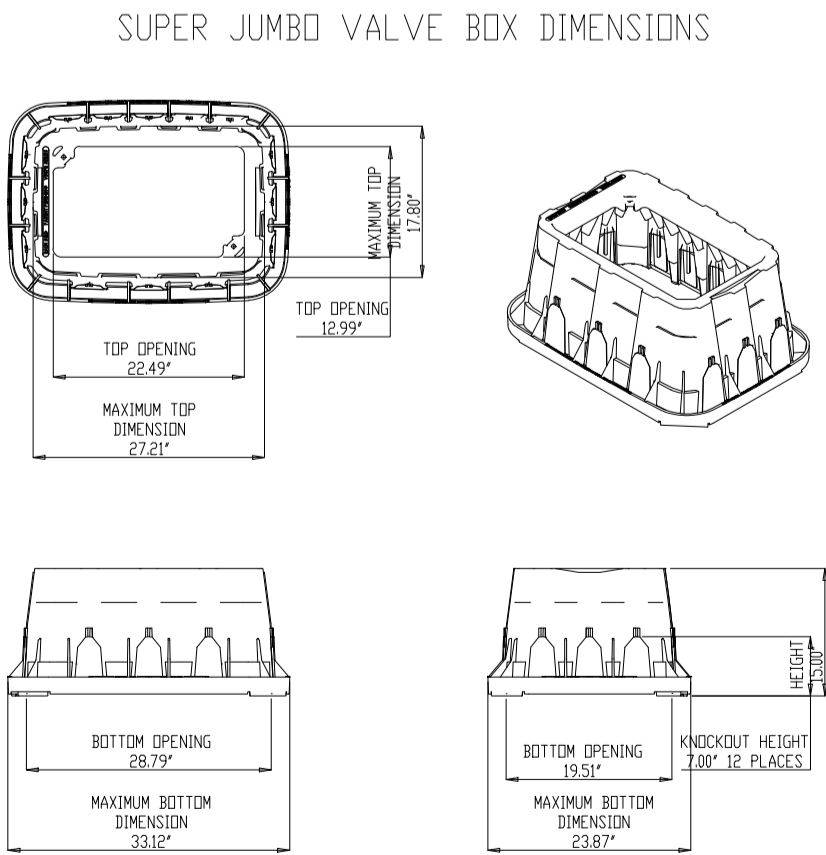 SUPER JUMBO VALVE BOX DIMENSIONS
MAXIMUM TOP
DIMENSION
17.80"
TOP OPENING
12.99"
TOP OPENING
22.49"
MAXIMUM TOP
DIMENSION
27.21"
HEIGHT
15.00"
BOTTOM OPENING
28.79"
MAXIMUM BOTTOM
DIMENSION
33.12"
BOTTOM OPENING
19.51"
KNOCKOUT HEIGHT
7.00" 12 PLACES
MAXIMUM BOTTOM
DIMENSION
23.87"